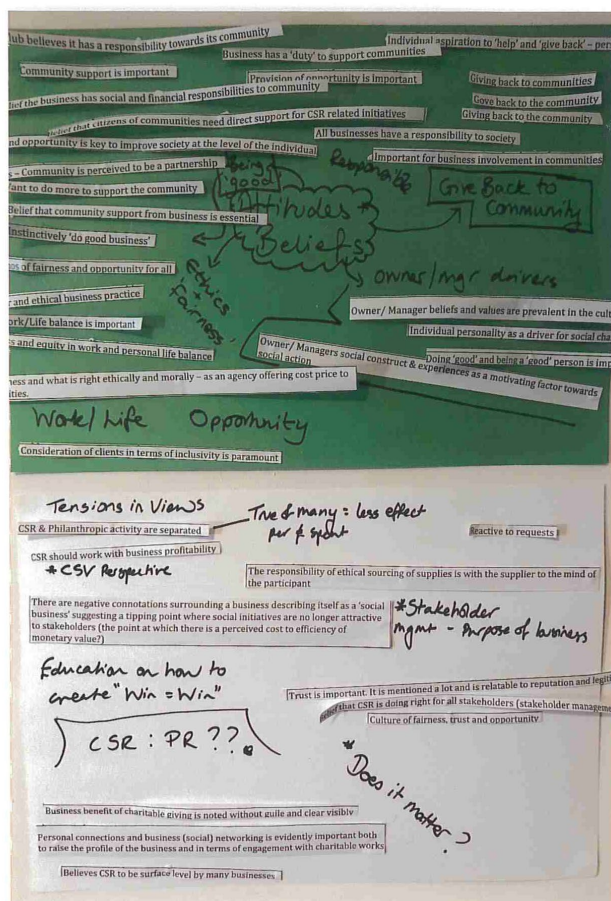 lub believes it has a responsibility towards its community
Individual aspiration to 'help' and 'give back' – per
Business has a 'duty' to support communities
Community support is important
Provision of opportunity is important
Giving back to communities
lief the business has social and financial responsibilities to community
Gove back to the community
Belief that citizens of communities need direct support for CSR related initiatives
Giving back to the community
All businesses have a responsibility to society
nd opportunity is key to improve society at the level of the individual
Important for business involvement in communities
s – Community is perceived to be a partnership
being 'good'
Responsible
ant to do more to support the community
Give Back to
Community
Attitudes *
Beliefs
Belief that community support from business is essential
Instinctively 'do good business'
Ethics
+
fairness
os of fairness and opportunity for all
owner/mgr drivers
r and ethical business practice
Owner/ Manager beliefs and values are prevalent in the cult
ork/Life balance is important
Individual personality as a driver for social cha
s and equity in work and personal life balance
Owner/ Managers social construct & experiences as a motivating factor towards
social action
Doing 'good' and being a 'good' person is imp
ness and what is right ethically and morally – as an agency offering cost price to
ities.
Work/Life Opportunity
Consideration of clients in terms of inclusivity is paramount
Tensions in Views
CSR & Philanthropic activity are separated
many = less effect
per £ spent
Reactive to requests
CSR should work with business profitability
* CSV Perspective
The responsibility of ethical sourcing of supplies is with the supplier to the mind of
the participant
There are negative connotations surrounding a business describing itself as a 'social
business' suggesting a tipping point where social initiatives are no longer attractive
to stakeholders (the point at which there is a perceived cost to efficiency of
monetary value?)
*Stakeholder
mgmt - Purpose of business
Education on how to
create "Win = Win"
Trust is important. It is mentioned a lot and is relatable to reputation and legiti
Belief that CSR is doing right for all stakeholders (stakeholder manageme
Culture of fairness, trust and opportunity
CSR : PR ??
* Does it matter?
Business benefit of charitable giving is noted without guile and clear visibly
Personal connections and business (social) networking is evidently important both
to raise the profile of the business and in terms of engagement with charitable works
Believes CSR to be surface level by many businesses